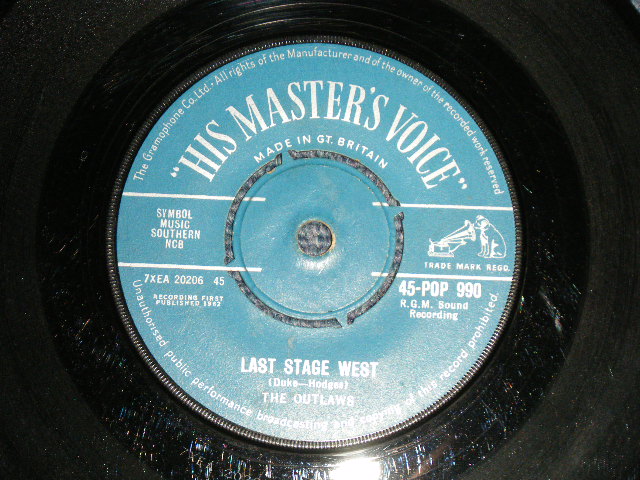 The Gramophone Co. Ltd. · All rights of the Manufacturer and of the owner of the recorded work reserved
"HIS MASTER'S VOICE"
MADE IN GT. BRITAIN
SYMBOL
MUSIC
SOUTHERN
NCB
TRADE MARK REGD.
7XEA 20206 45
45-POP 990
RECORDING FIRST
PUBLISHED 1962
R.G.M. Sound
Recording
LAST STAGE WEST
(Duke—Hodges)
THE OUTLAWS
Unauthorised public performance broadcasting and copying of this record prohibited.